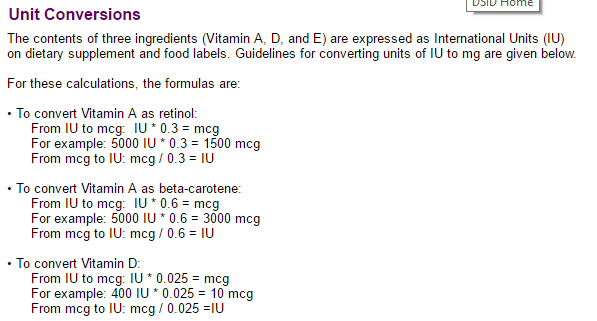 DSID Home
Unit Conversions
The contents of three ingredients (Vitamin A, D, and E) are expressed as International Units (IU)
on dietary supplement and food labels. Guidelines for converting units of IU to mg are given below.
For these calculations, the formulas are:
• To convert Vitamin A as retinol:
From IU to mcg: IU * 0.3 = mcg
For example: 5000 IU * 0.3 = 1500 mcg
From mcg to IU: mcg / 0.3 = IU
• To convert Vitamin A as beta-carotene:
From IU to mcg: IU * 0.6 = mcg
For example: 5000 IU * 0.6 = 3000 mcg
From mcg to IU: mcg / 0.6 = IU
• To convert Vitamin D:
From IU to mcg: IU * 0.025 = mcg
For example: 400 IU * 0.025 = 10 mcg
From mcg to IU: mcg / 0.025 =IU